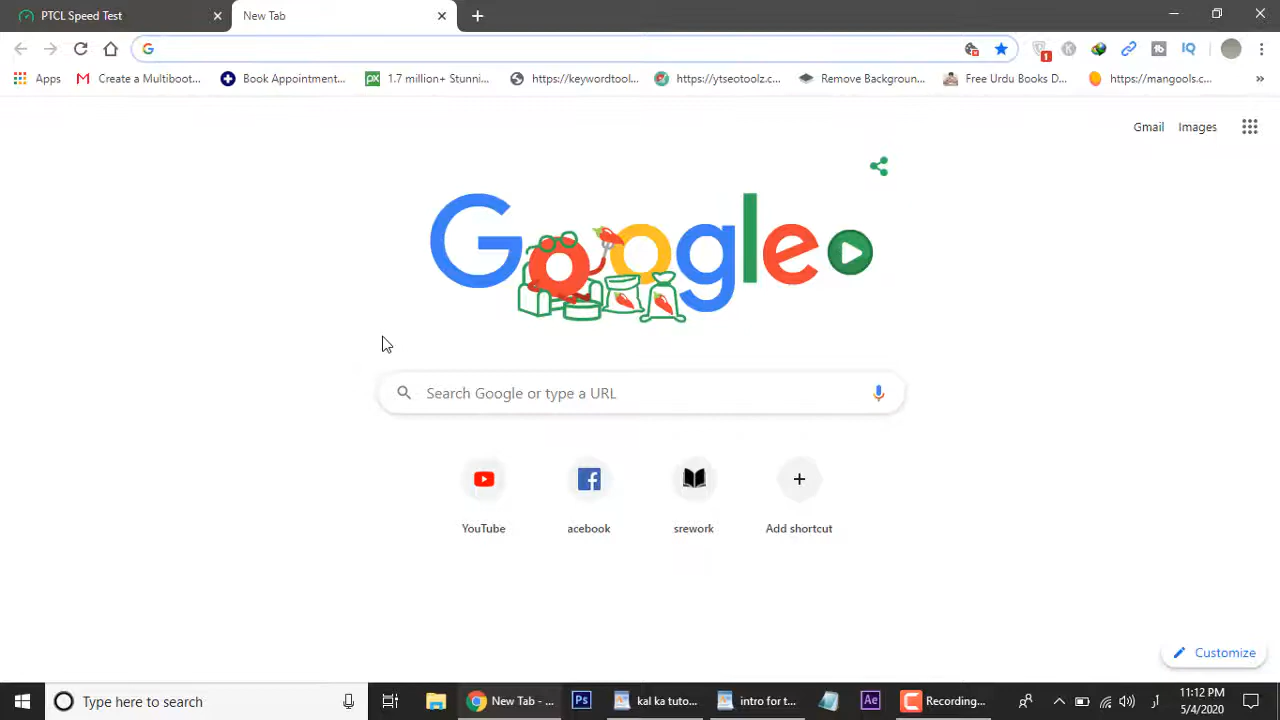 PTCL Speed Test
New Tab
Apps
Create a Multiboot...
Book Appointment...
1.7 million+ Stunni...
https://keywordtool...
https://ytseotoolz.c...
Remove Backgroun...
Free Urdu Books D...
https://mangools.c...
Gmail Images
Google
Search Google or type a URL
YouTube
acebook
srework
Add shortcut
Customize
Type here to search
New Tab - ...
Ps
kal ka tuto...
intro for t...
Ae
Recording...
11:12 PM
5/4/2020